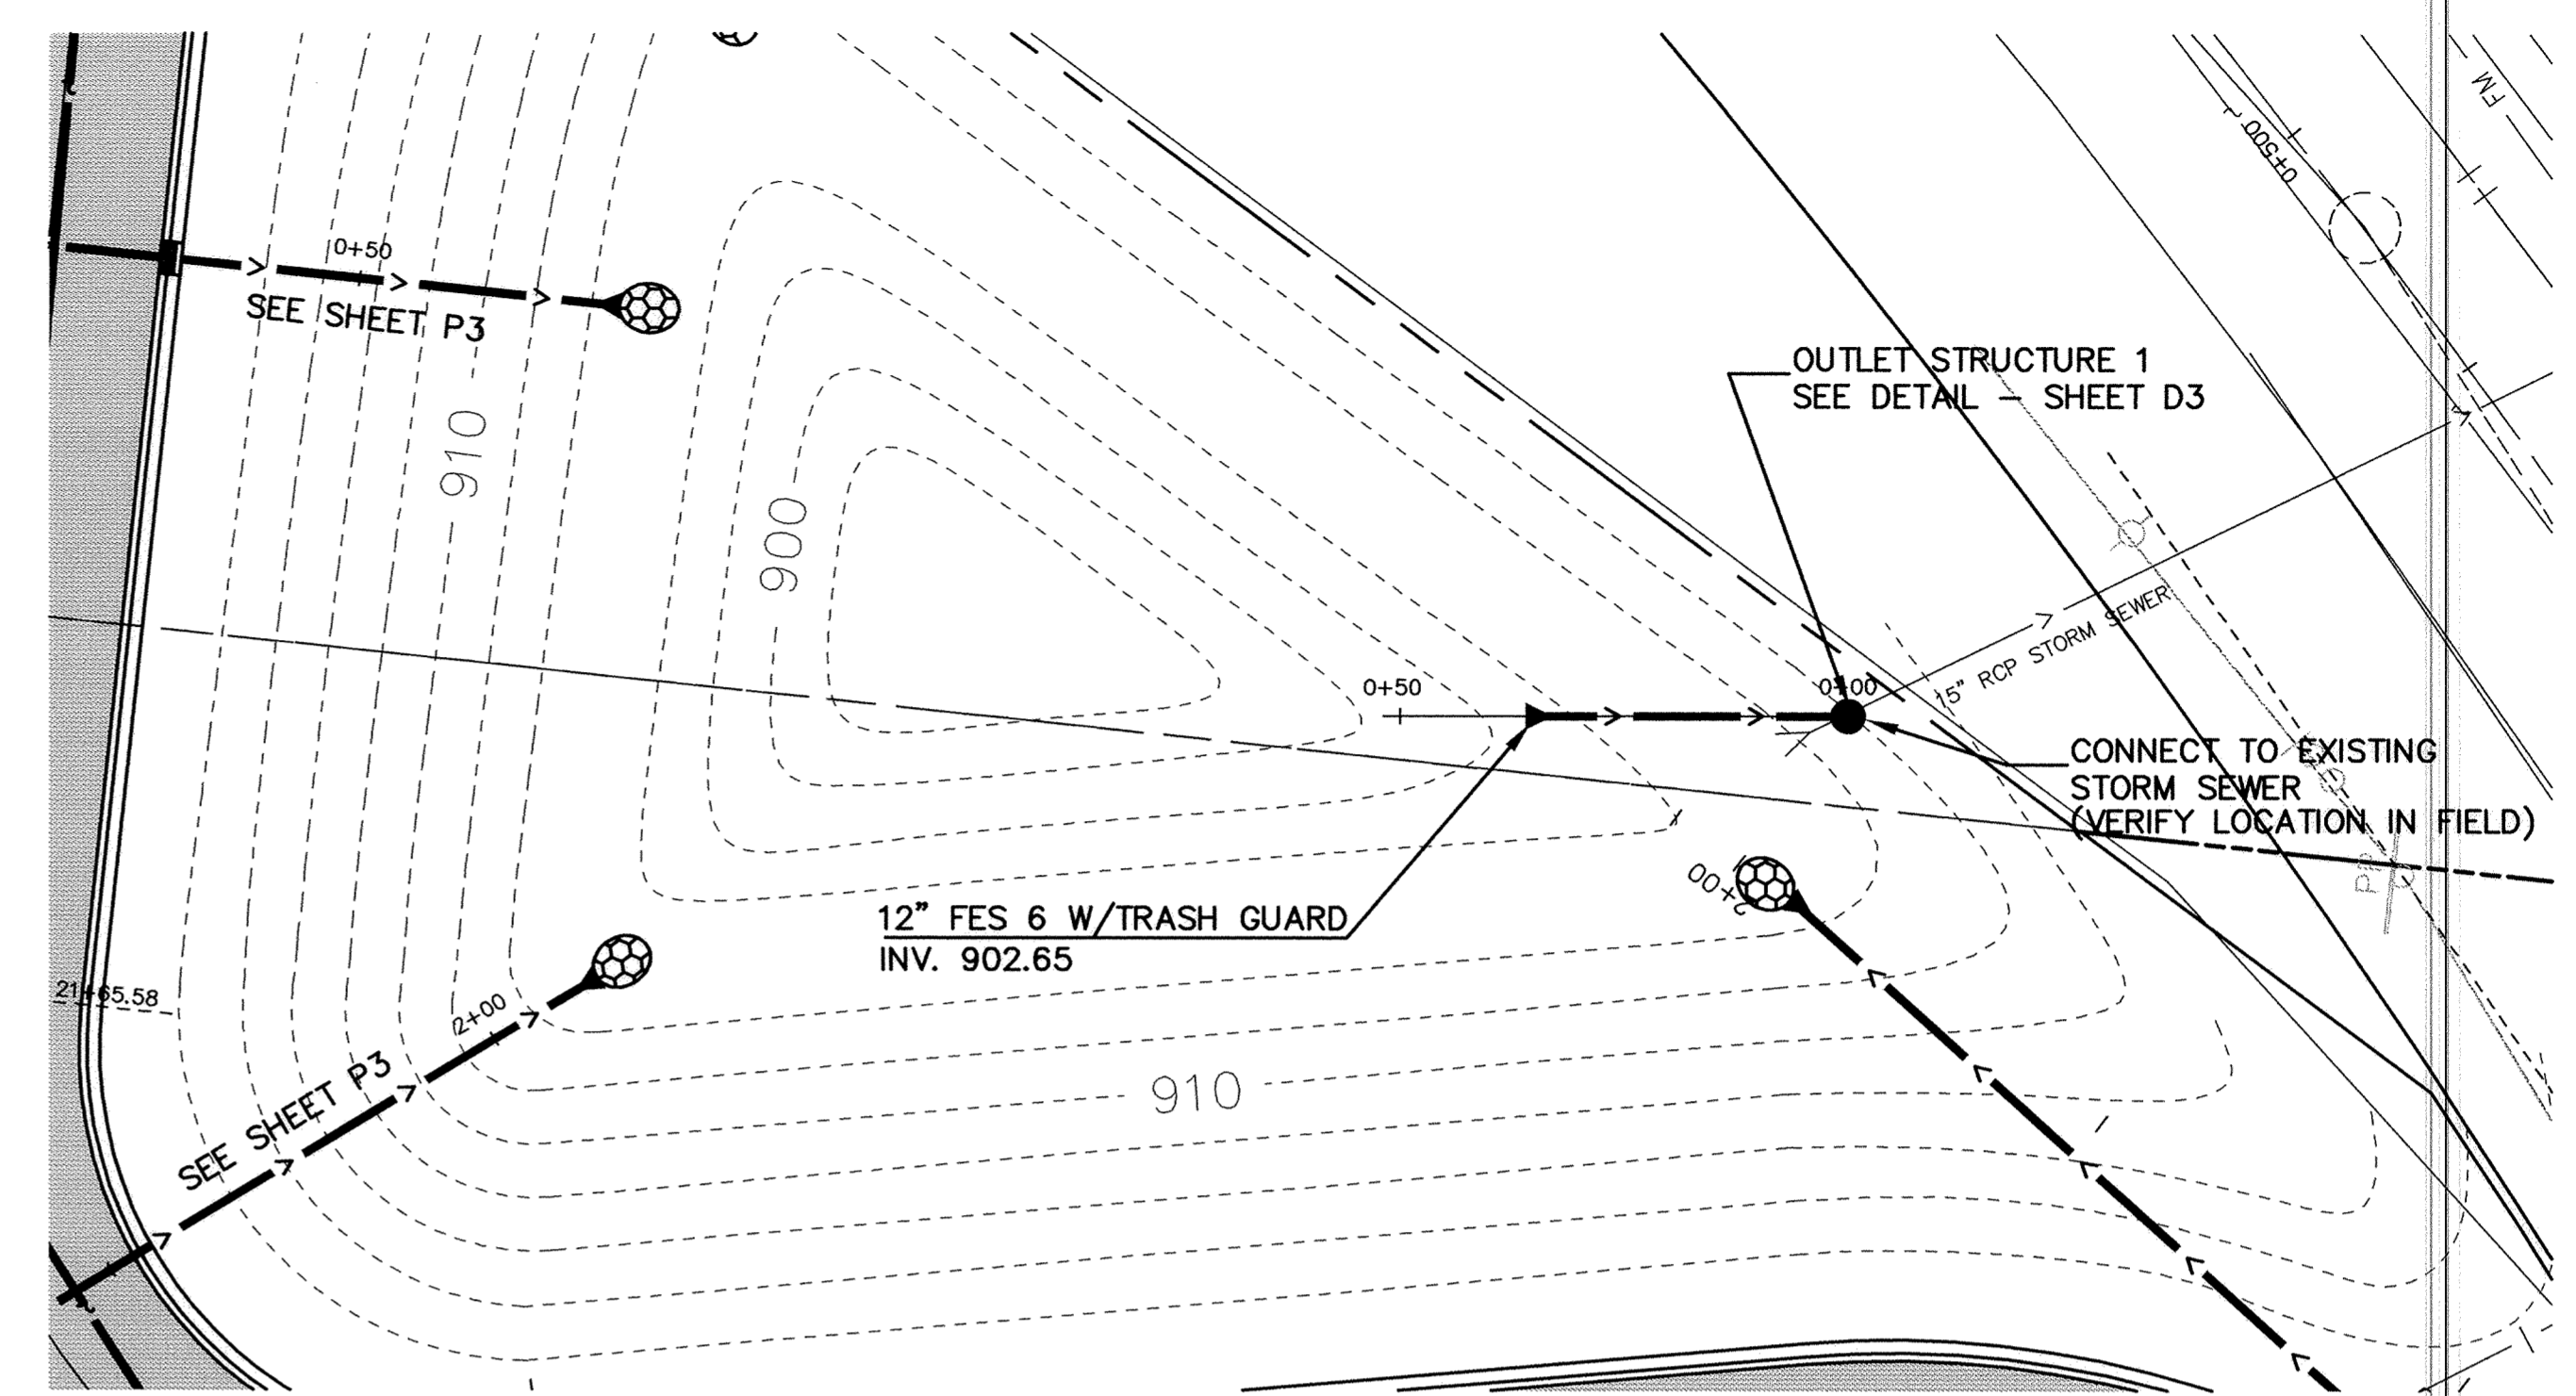 FM
0+500
0+50
SEE SHEET P3
OUTLET STRUCTURE 1
SEE DETAIL – SHEET D3
910
900
15" RCP STORM SEWER
0+50
0+00
CONNECT TO EXISTING
STORM SEWER
(VERIFY LOCATION IN FIELD)
2+00
12" FES 6 W/TRASH GUARD
INV. 902.65
21+65.58
2+00
SEE SHEET P3
910